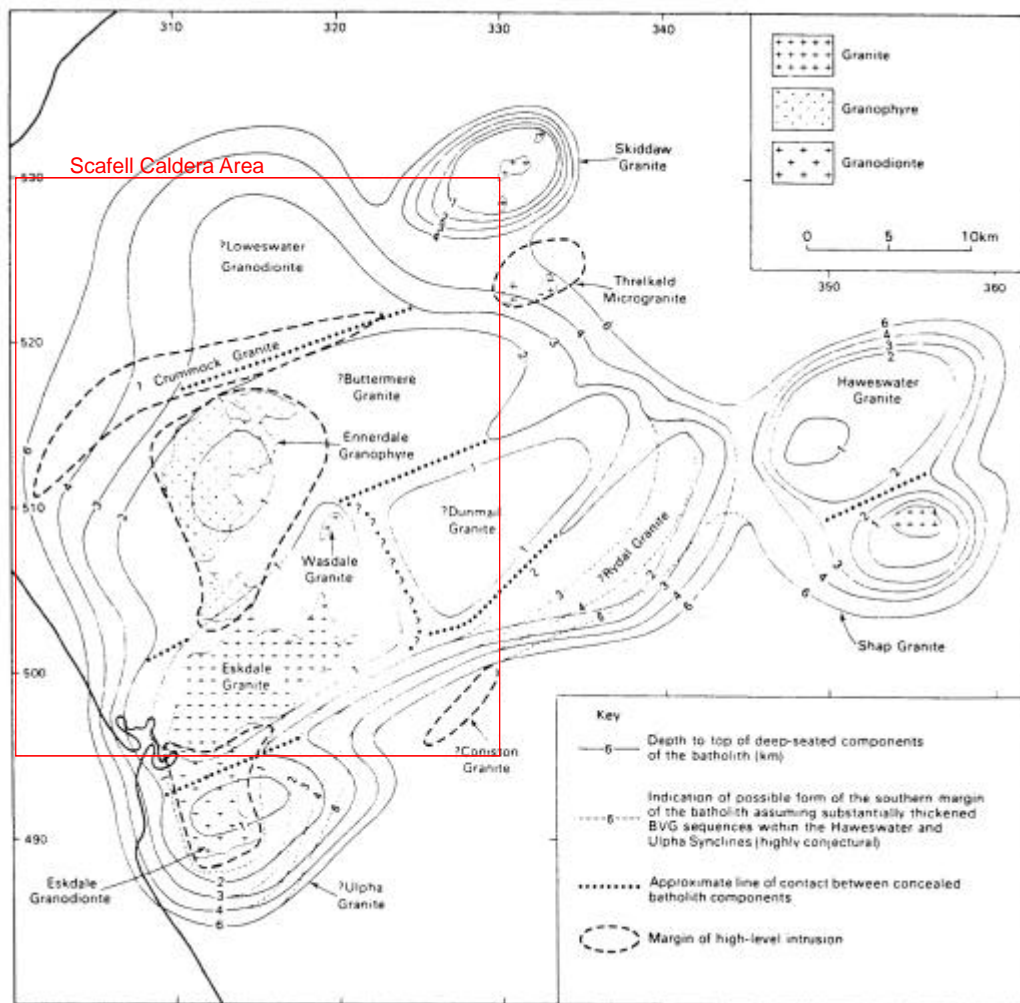 310
320
330
340
Granite
Granophyre
Granodionte
0 5 10km
350
360
Skiddaw
Granite
Scafell Caldera Area
530
?Loweswater
Granodiorite
Threlkeld
Microgranite
520
? Crummock Granite
?Buttermere
Granite
Ennerdale
Granophyre
Haweswater
Granite
510
?Dunmail
Granite
Wasdale
Granite
?Rydal Granite
Shap Granite
500
Eskdale
Granite
?Coniston
Granite
490
Eskdale
Granodionte
?Ulpha
Granite
Key
6 Depth to top of deep-seated components
of the batholith (km)
6 Indication of possible form of the southern margin
of the batholith assuming substantially thickened
BVG sequences within the Haweswater and
Ulpha Synclines (highly conjectural)
Approximate line of contact between concealed
batholith components
Margin of high-level intrusion